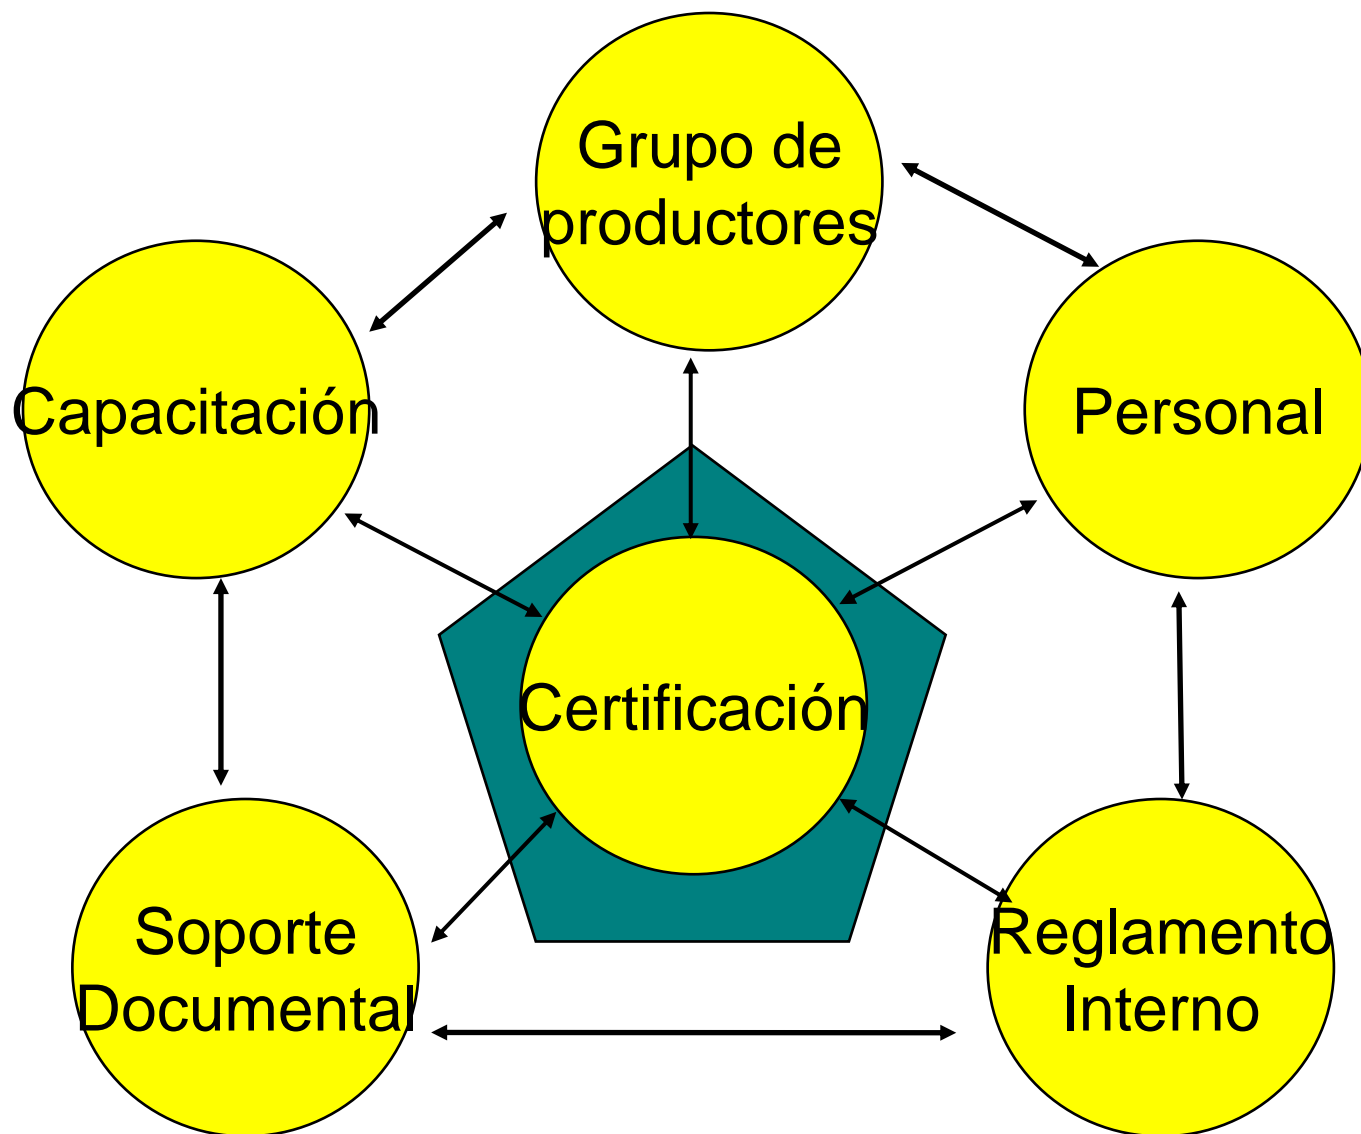 Grupo de
productores
Capacitación
Personal
Certificación
Soporte
Documental
Reglamento
Interno